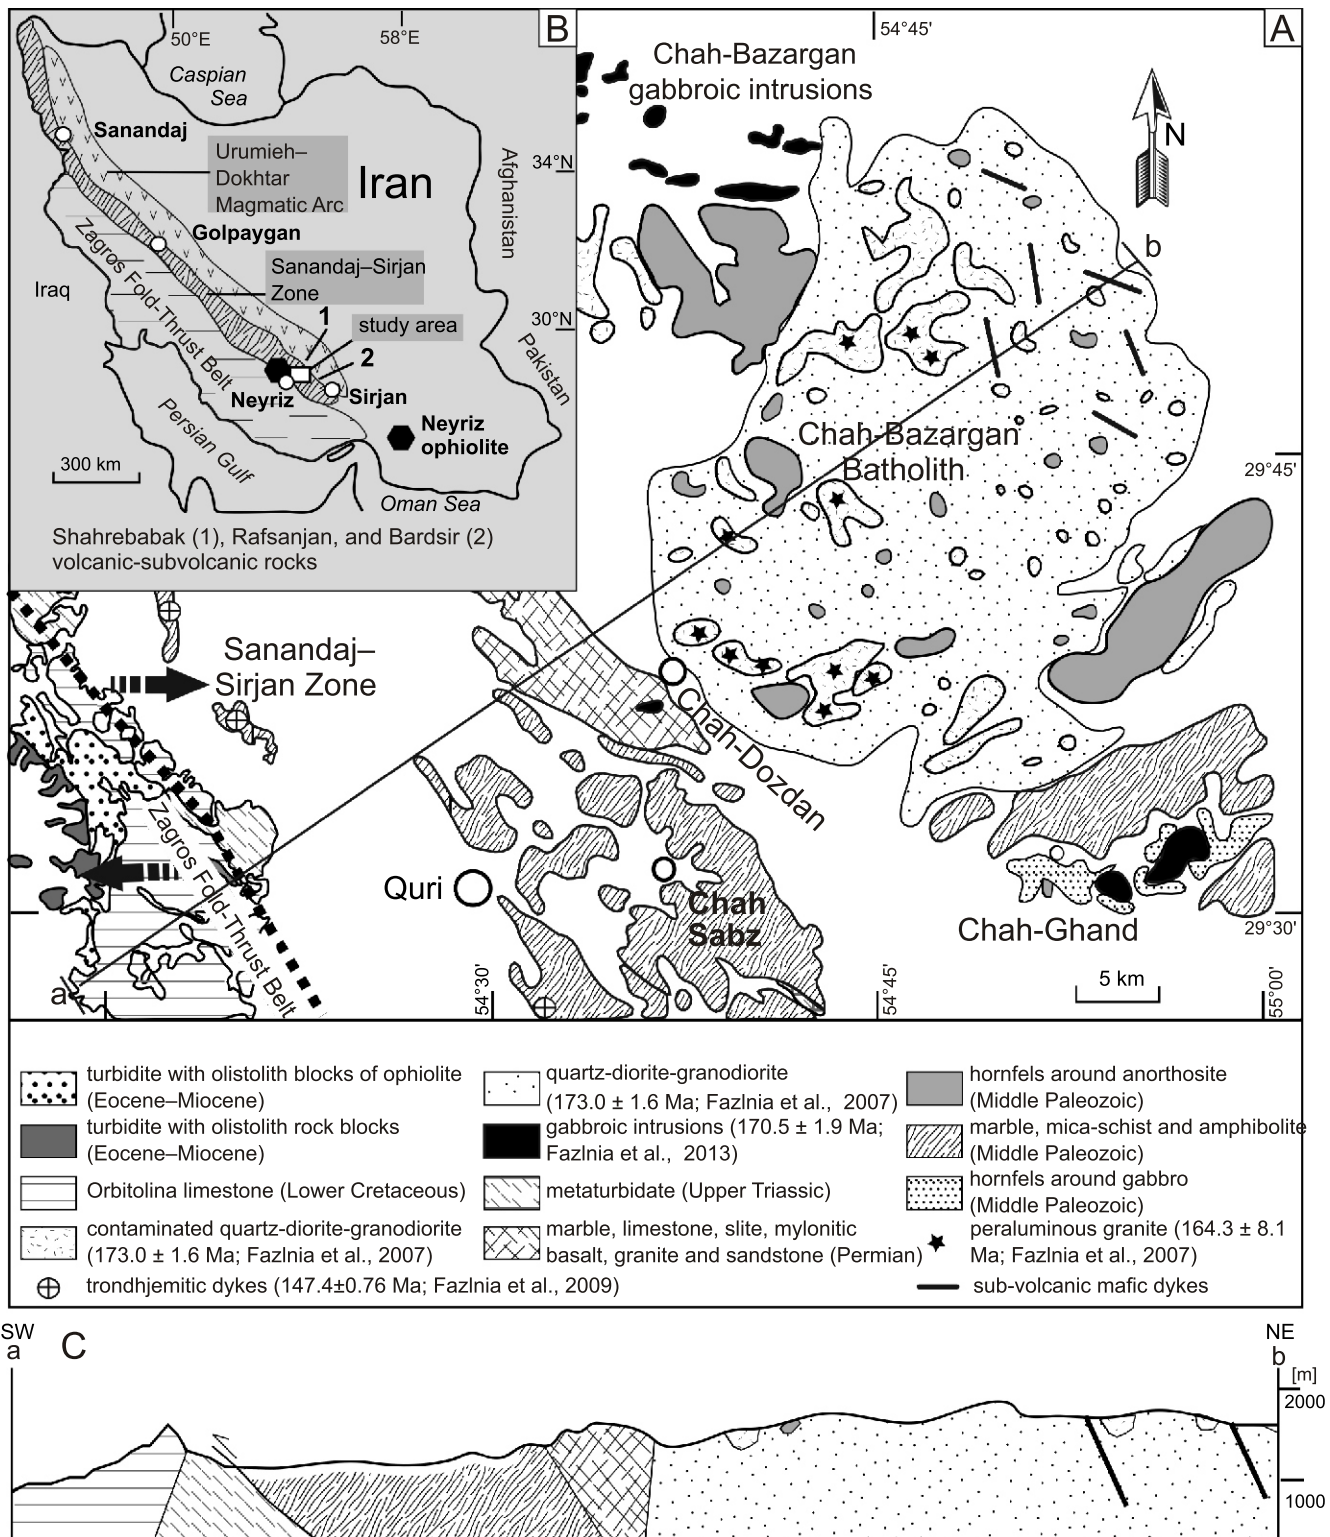 B
50°E
58°E
Caspian
Sea
Sanandaj
Urumieh–
Dokhtar
Magmatic Arc
Iran
34°N
Afghanistan
Golpaygan
Zagros Fold-Thrust Belt
Sanandaj–Sirjan
Zone
Iraq
1
30°N
study area
2
Pakistan
Neyriz
Sirjan
Persian Gulf
Neyriz
ophiolite
300 km
Oman Sea
Shahrebabak (1), Rafsanjan, and Bardsir (2)
volcanic-subvolcanic rocks
A
54°45'
Chah-Bazargan
gabbroic intrusions
N
b
Chah-Bazargan
Batholith
29°45'
Sanandaj–
Sirjan Zone
Chah-Dozdan
Zagros Fold-Thrust Belt
Quri
Chah
Sabz
Chah-Ghand
29°30'
5 km
a
54°30'
54°45'
55°00'
turbidite with olistolith blocks of ophiolite
(Eocene–Miocene)
turbidite with olistolith rock blocks
(Eocene–Miocene)
Orbitolina limestone (Lower Cretaceous)
contaminated quartz-diorite-granodiorite
(173.0 ± 1.6 Ma; Fazlnia et al., 2007)
trondhjemitic dykes (147.4±0.76 Ma; Fazlnia et al., 2009)
quartz-diorite-granodiorite
(173.0 ± 1.6 Ma; Fazlnia et al., 2007)
gabbroic intrusions (170.5 ± 1.9 Ma;
Fazlnia et al., 2013)
metaturbidate (Upper Triassic)
marble, limestone, slite, mylonitic
basalt, granite and sandstone (Permian)
hornfels around anorthosite
(Middle Paleozoic)
marble, mica-schist and amphibolite
(Middle Paleozoic)
hornfels around gabbro
(Middle Paleozoic)
peraluminous granite (164.3 ± 8.1
Ma; Fazlnia et al., 2007)
sub-volcanic mafic dykes
SW
a
C
NE
b
[m]
2000
1000